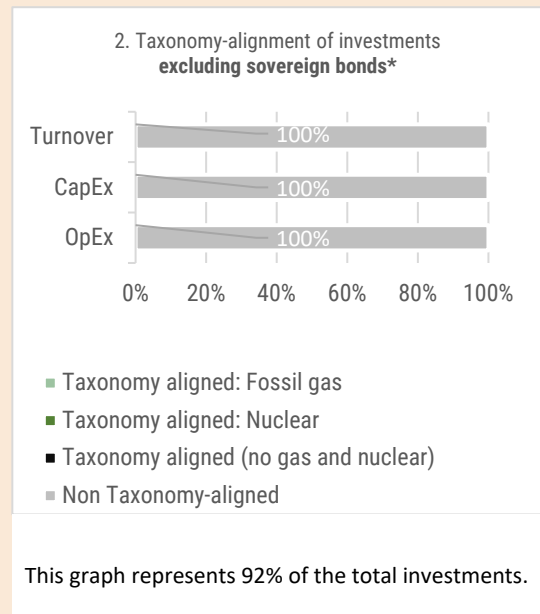 2. Taxonomy-alignment of investments
excluding sovereign bonds*
Turnover
100%
CapEx
100%
OpEx
100%
0% 20% 40% 60% 80% 100%
Taxonomy aligned: Fossil gas
Taxonomy aligned: Nuclear
Taxonomy aligned (no gas and nuclear)
Non Taxonomy-aligned
This graph represents 92% of the total investments.